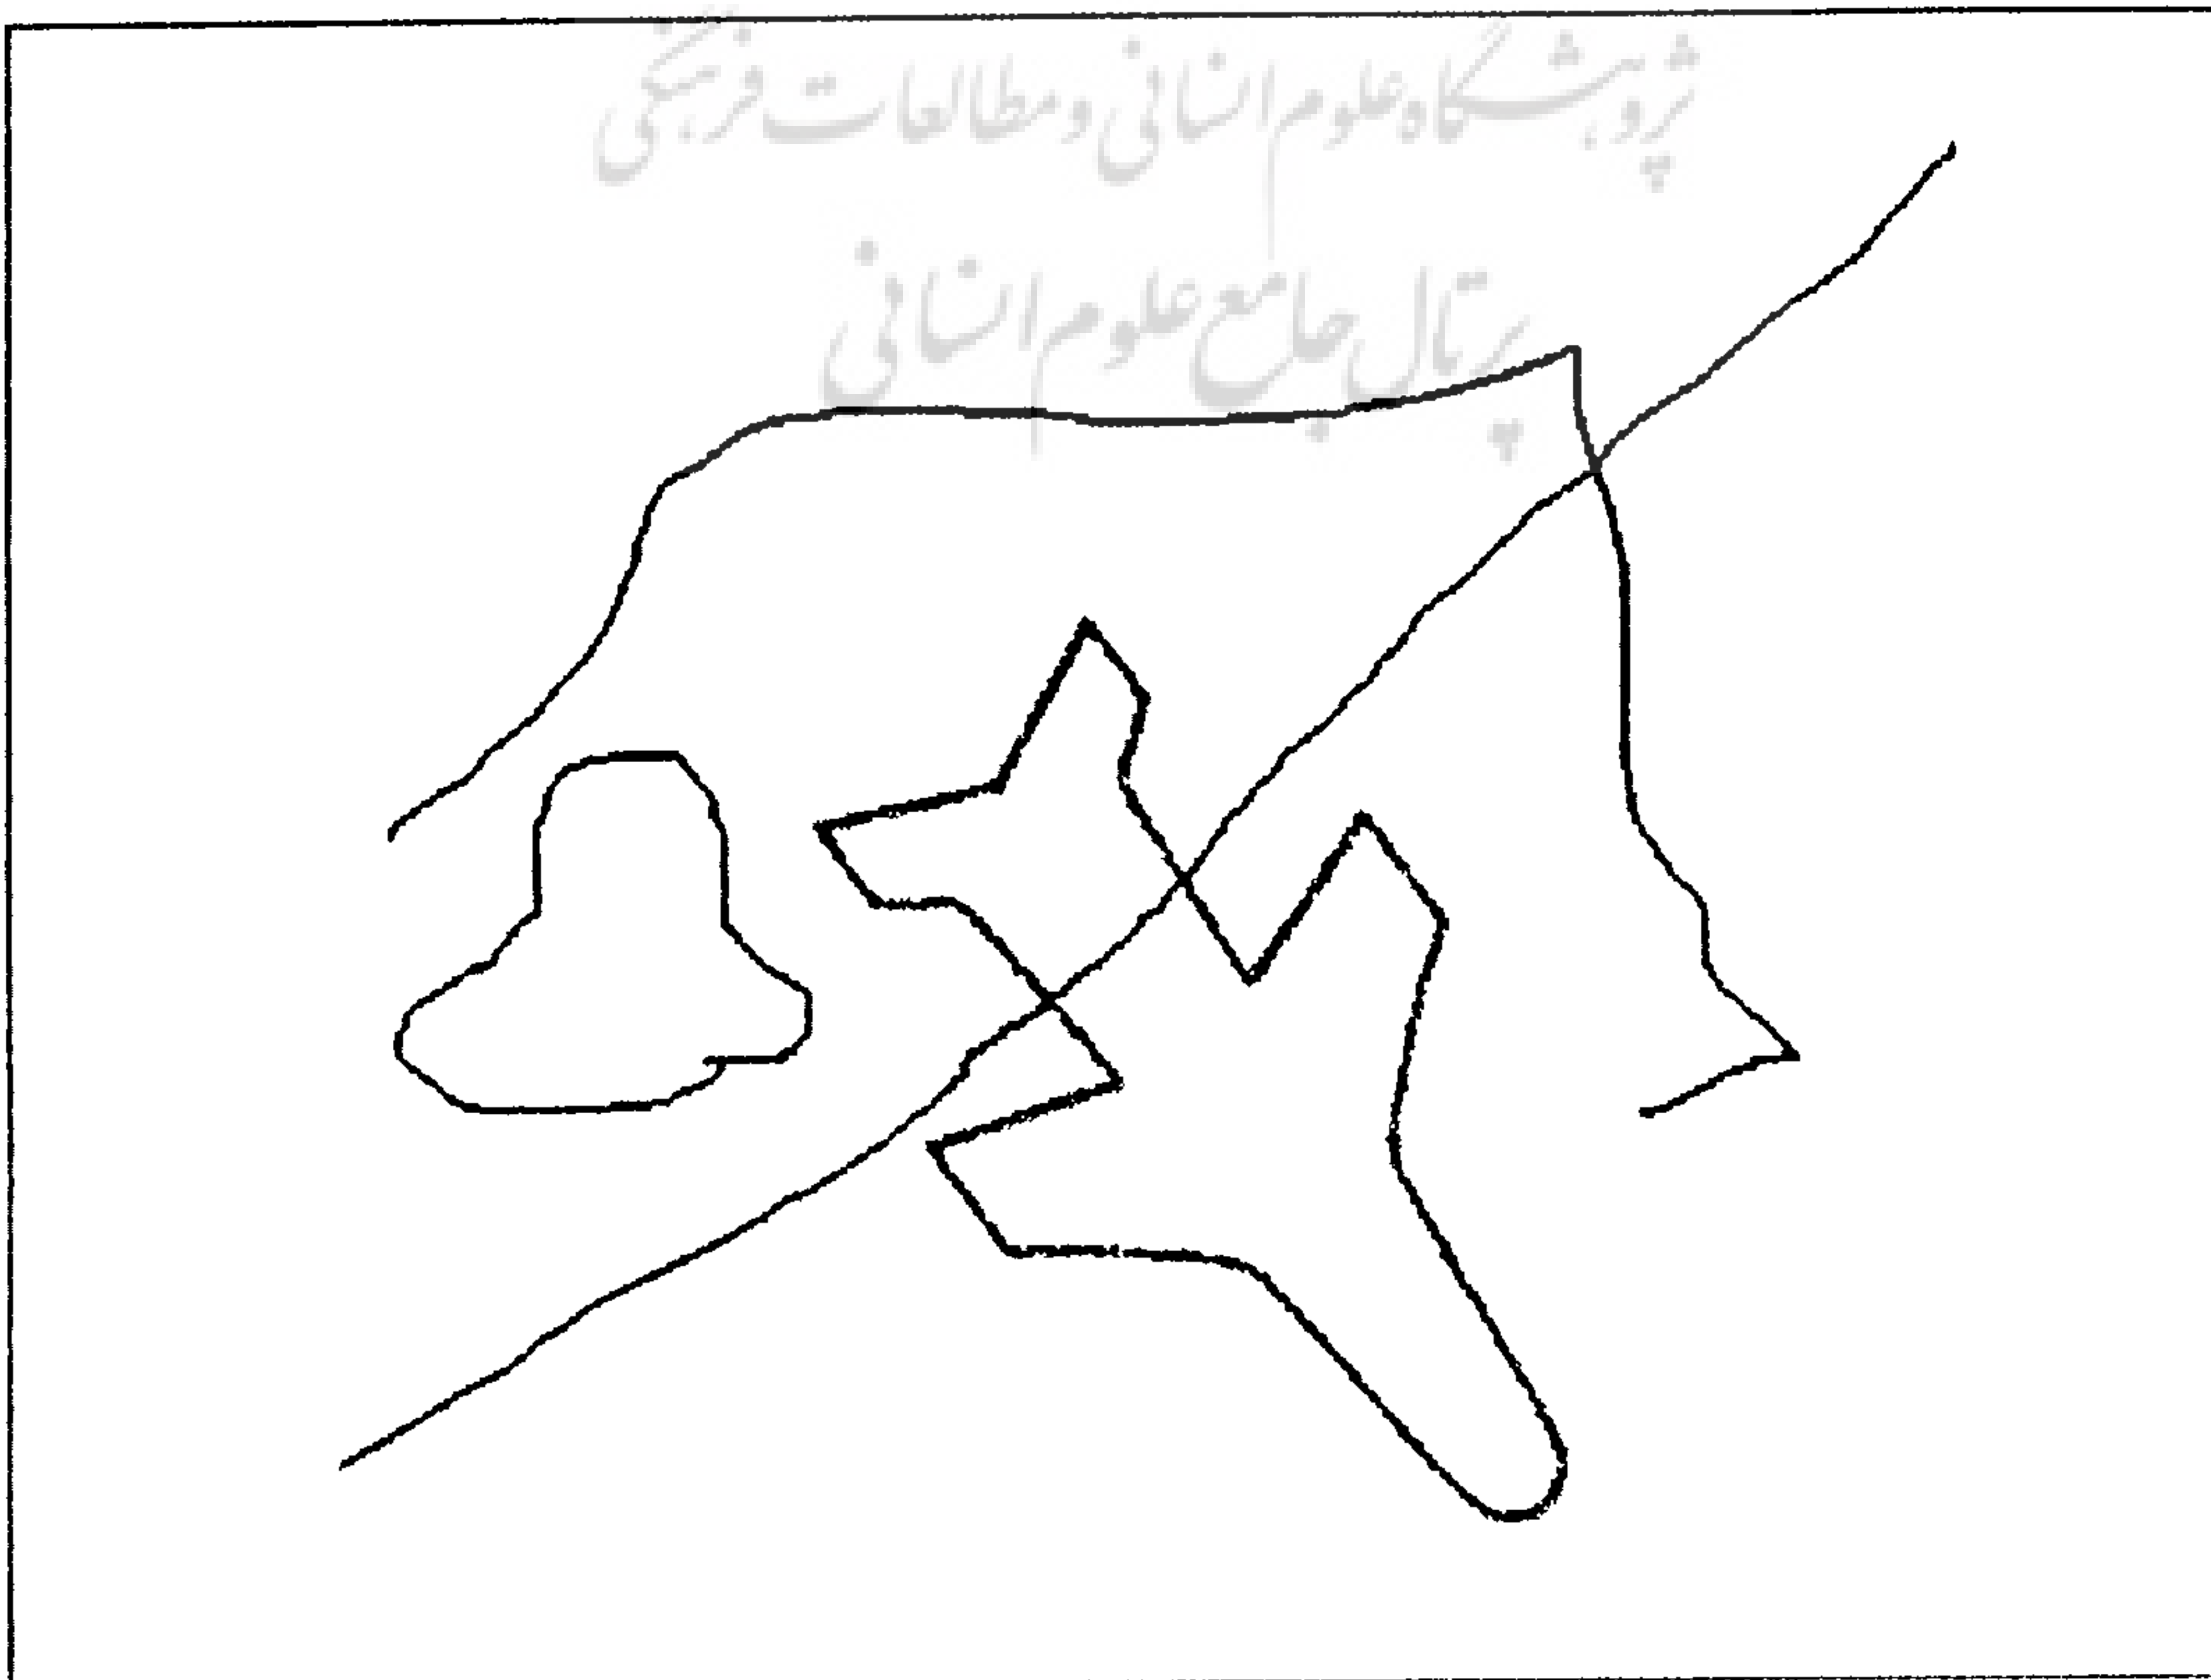 پژوهشگاه علوم انسانی و مطالعات فرهنگی
پرتال جامع علوم انسانی